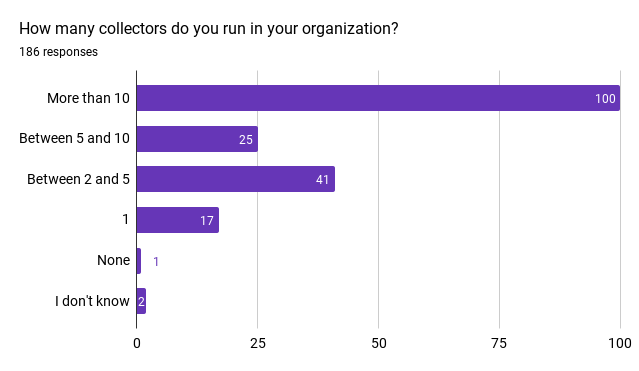 How many collectors do you run in your organization?
186 responses
More than 10 100
Between 5 and 10 25
Between 2 and 5 41
1 17
None 1
I don't know 2
0 25 50 75 100